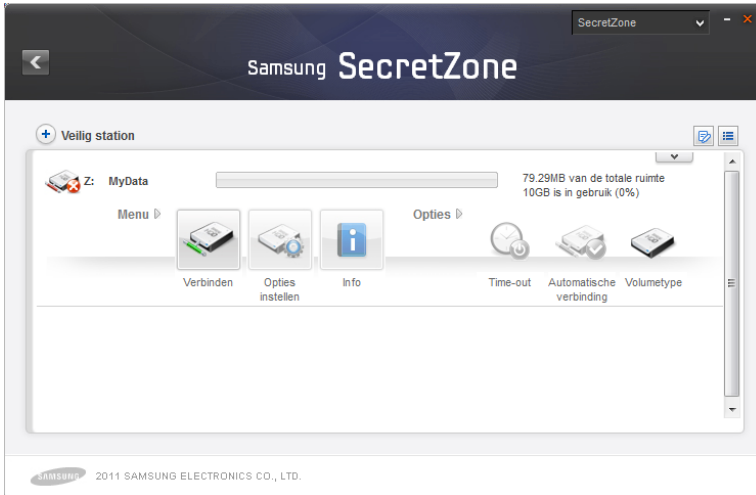 SecretZone
Samsung SecretZone
Veilig station
Z: MyData
79.29MB van de totale ruimte
10GB is in gebruik (0%)
Menu
Opties
Verbinden
Opties
instellen
Info
Time-out
Automatische
verbinding
Volumetype
SAMSUNG 2011 SAMSUNG ELECTRONICS CO., LTD.